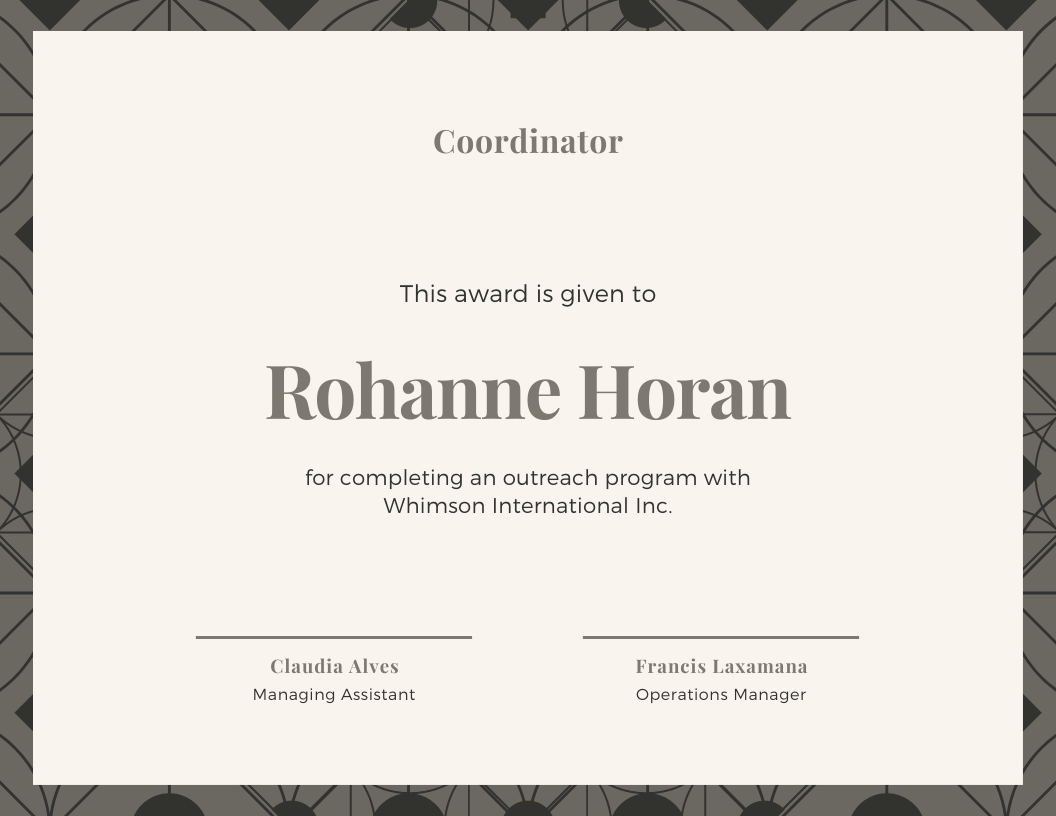 Coordinator
This award is given to
Rohanne Horan
for completing an outreach program with
Whimson International Inc.
Claudia Alves
Managing Assistant
Francis Laxamana
Operations Manager